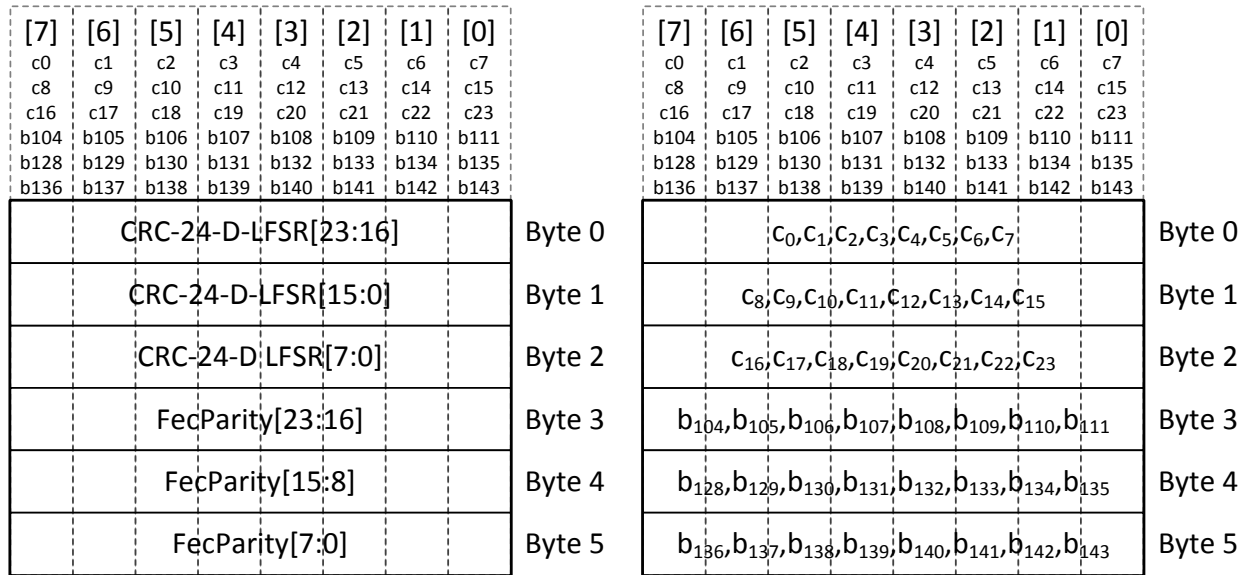 [7] [6] [5] [4] [3] [2] [1] [0]
c0 c1 c2 c3 c4 c5 c6 c7
c8 c9 c10 c11 c12 c13 c14 c15
c16 c17 c18 c19 c20 c21 c22 c23
b104 b105 b106 b107 b108 b109 b110 b111
b128 b129 b130 b131 b132 b133 b134 b135
b136 b137 b138 b139 b140 b141 b142 b143
CRC-24-D-LFSR[23:16] Byte 0
CRC-24-D-LFSR[15:0] Byte 1
CRC-24-D LFSR[7:0] Byte 2
FecParity[23:16] Byte 3
FecParity[15:8] Byte 4
FecParity[7:0] Byte 5
[7] [6] [5] [4] [3] [2] [1] [0]
c0 c1 c2 c3 c4 c5 c6 c7
c8 c9 c10 c11 c12 c13 c14 c15
c16 c17 c18 c19 c20 c21 c22 c23
b104 b105 b106 b107 b108 b109 b110 b111
b128 b129 b130 b131 b132 b133 b134 b135
b136 b137 b138 b139 b140 b141 b142 b143
c₀,c₁,c₂,c₃,c₄,c₅,c₆,c₇ Byte 0
c₈,c₉,c₁₀,c₁₁,c₁₂,c₁₃,c₁₄,c₁₅ Byte 1
c₁₆,c₁₇,c₁₈,c₁₉,c₂₀,c₂₁,c₂₂,c₂₃ Byte 2
b₁₀₄,b₁₀₅,b₁₀₆,b₁₀₇,b₁₀₈,b₁₀₉,b₁₁₀,b₁₁₁ Byte 3
b₁₂₈,b₁₂₉,b₁₃₀,b₁₃₁,b₁₃₂,b₁₃₃,b₁₃₄,b₁₃₅ Byte 4
b₁₃₆,b₁₃₇,b₁₃₈,b₁₃₉,b₁₄₀,b₁₄₁,b₁₄₂,b₁₄₃ Byte 5